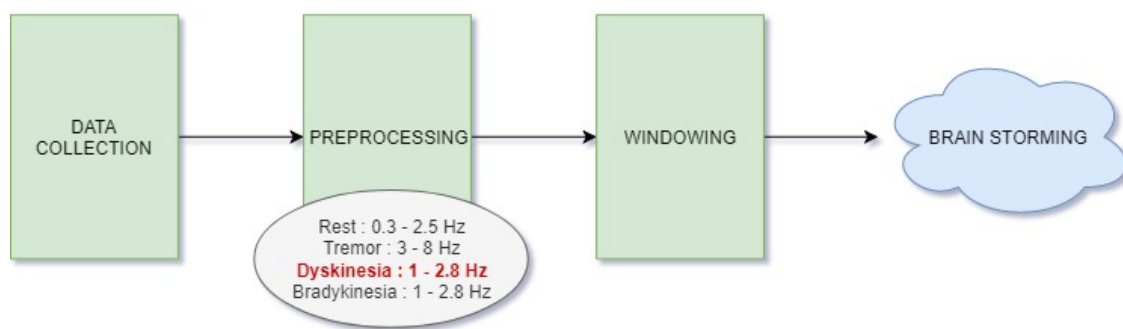 DATA
COLLECTION
PREPROCESSING
Rest : 0.3 - 2.5 Hz
Tremor : 3 - 8 Hz
Dyskinesia : 1 - 2.8 Hz
Bradykinesia : 1 - 2.8 Hz
WINDOWING
BRAIN STORMING